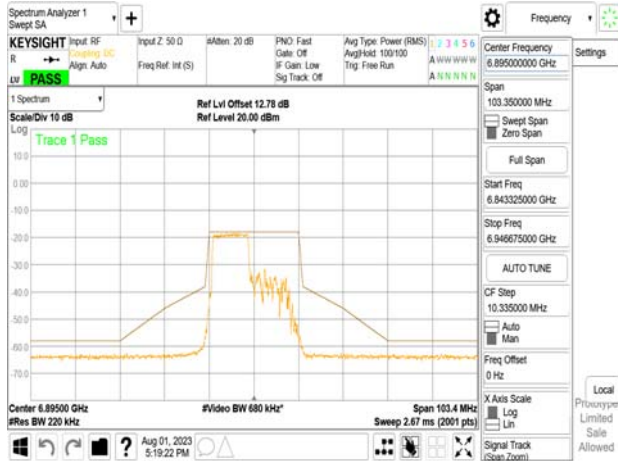 Spectrum Analyzer 1
Swept SA
Frequency
KEYSIGHT
Input: RF
Coupling: DC
Align: Auto
Input Z: 50 Ω
Freq Ref: Int (S)
#Atten: 20 dB
PNO: Fast
Gate: Off
IF Gain: Low
Sig Track: Off
Avg Type: Power (RMS)
Avg|Hold: 100/100
Trig: Free Run
1 2 3 4 5 6
A W W W W W
A N N N N N
R
LW PASS
1 Spectrum
Scale/Div 10 dB
Ref Lvl Offset 12.78 dB
Ref Level 20.00 dBm
Log
Trace 1 Pass
10.0
0.00
-10.0
-20.0
-30.0
-40.0
-50.0
-60.0
-70.0
Center 6.89500 GHz
#Res BW 220 kHz
#Video BW 680 kHz*
Span 103.4 MHz
Sweep 2.67 ms (2001 pts)
Aug 01, 2023
5:19:22 PM
Center Frequency
6.895000000 GHz
Settings
Span
103.350000 MHz
Swept Span
Zero Span
Full Span
Start Freq
6.843325000 GHz
Stop Freq
6.946675000 GHz
AUTO TUNE
CF Step
10.335000 MHz
Auto
Man
Freq Offset
0 Hz
X Axis Scale
Log
Lin
Signal Track
(Span Zoom)
Local
Prototype
Limited
Sale
Allowed